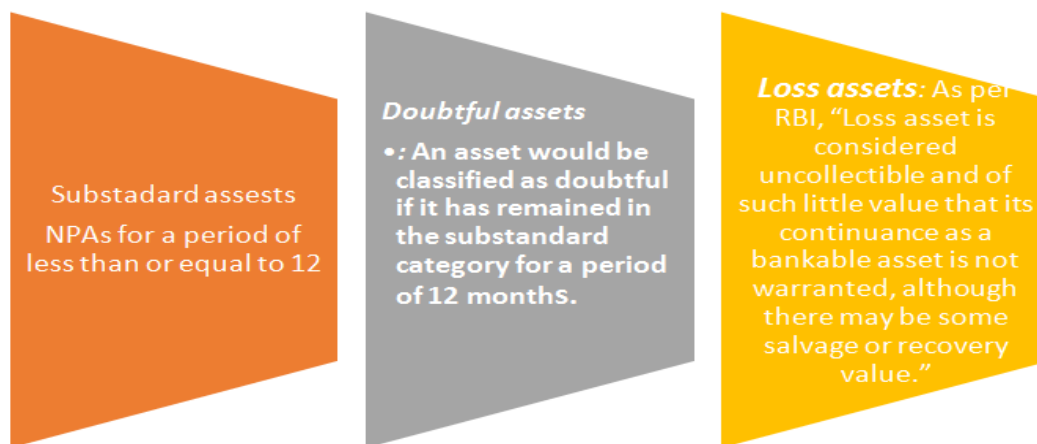 Substadard assests
NPAs for a period of
less than or equal to 12
Doubtful assets
•: An asset would be
classified as doubtful
if it has remained in
the substandard
category for a period
of 12 months.
Loss assets: As per
RBI, “Loss asset is
considered
uncollectible and of
such little value that its
continuance as a
bankable asset is not
warranted, although
there may be some
salvage or recovery
value.”